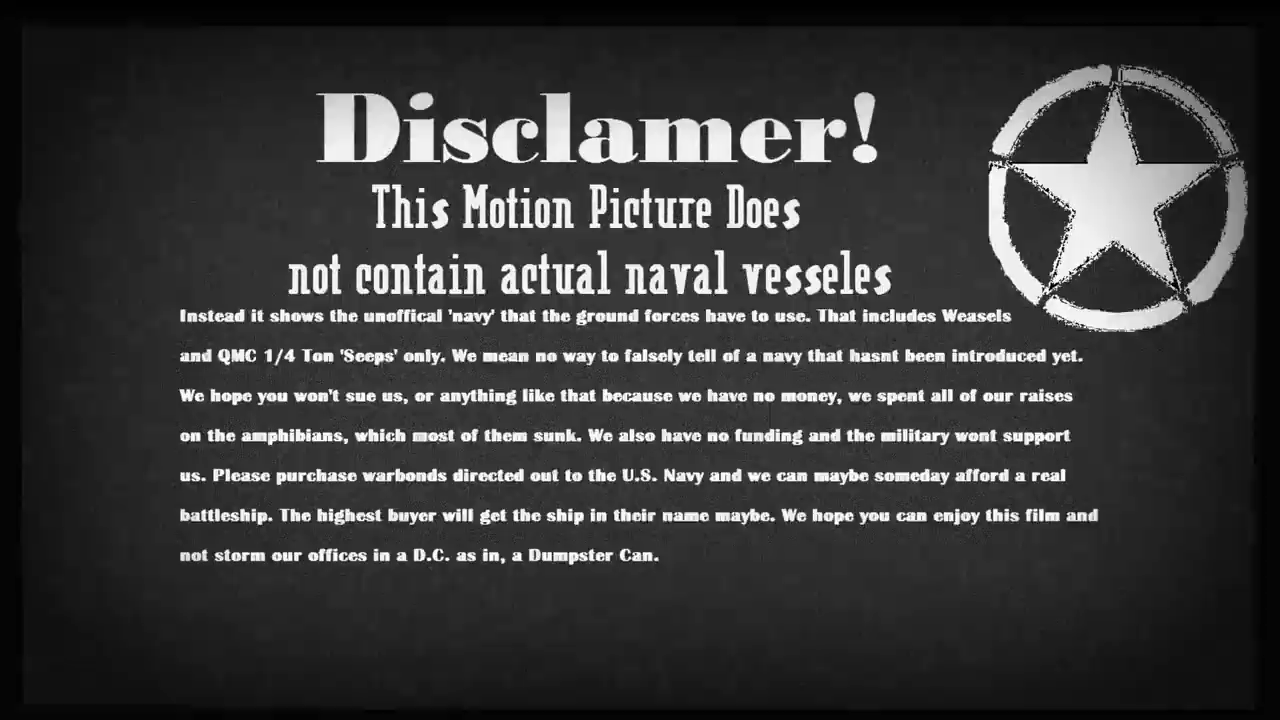 Disclamer!
This Motion Picture Does
not contain actual naval vesseles
Instead it shows the unoffical 'navy' that the ground forces have to use. That includes Weasels
and QMC 1/4 Ton 'Seeps' only. We mean no way to falsely tell of a navy that hasnt been introduced yet.
We hope you won't sue us, or anything like that because we have no money, we spent all of our raises
on the amphibians, which most of them sunk. We also have no funding and the military wont support
us. Please purchase warbonds directed out to the U.S. Navy and we can maybe someday afford a real
battleship. The highest buyer will get the ship in their name maybe. We hope you can enjoy this film and
not storm our offices in a D.C. as in, a Dumpster Can.